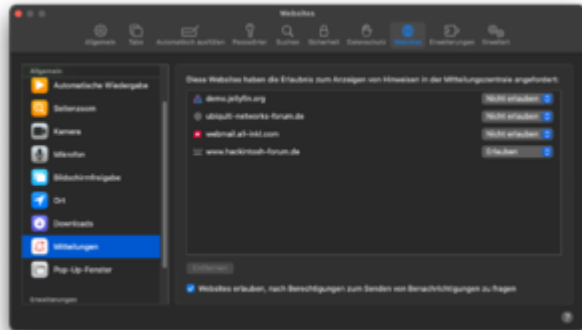 Websites
Allgemein Tabs Automatisch ausfüllen Passwörter Suchen Sicherheit Datenschutz Websites Erweiterungen Erweitert
Allgemein
Automatische Wiedergabe
Seitenzoom
Kamera
Mikrofon
Bildschirmfreigabe
Ort
Downloads
Mitteilungen
Pop-Up-Fenster
Erweiterungen
Diese Websites haben die Erlaubnis zum Anzeigen von Hinweisen in der Mitteilungszentrale angefordert:
demo.jellyfin.org Nicht erlauben
ubiquiti-networks-forum.de Nicht erlauben
webmail.all-inkl.com Nicht erlauben
www.hackintosh-forum.de Erlauben
Entfernen
Websites erlauben, nach Berechtigungen zum Senden von Benachrichtigungen zu fragen
?